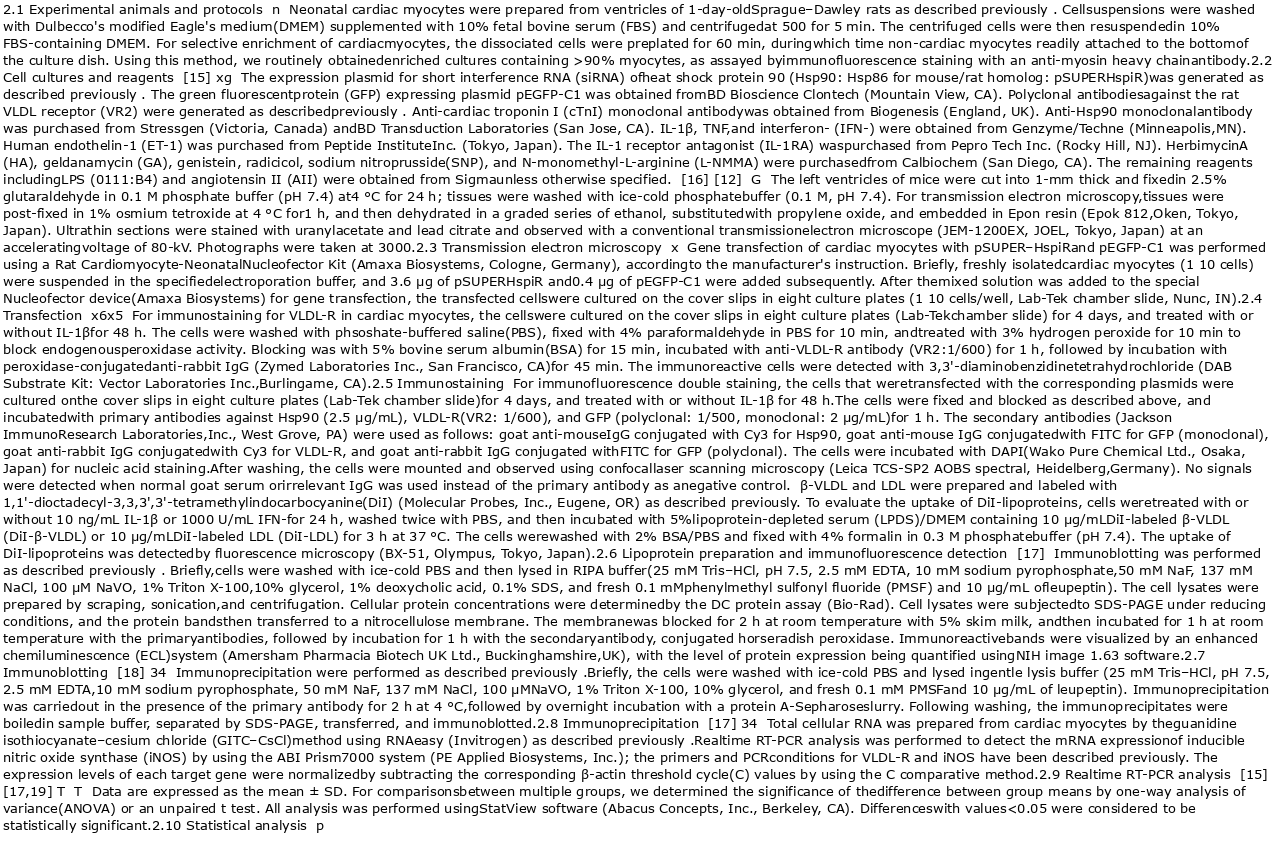 2.1 Experimental animals and protocols  n  Neonatal cardiac myocytes were prepared from ventricles of 1-day-oldSprague–Dawley rats as described previously . Cellsuspensions were washed
with Dulbecco's modified Eagle's medium(DMEM) supplemented with 10% fetal bovine serum (FBS) and centrifugedat 500 for 5 min. The centrifuged cells were then resuspendedin 10%
FBS-containing DMEM. For selective enrichment of cardiacmyocytes, the dissociated cells were preplated for 60 min, duringwhich time non-cardiac myocytes readily attached to the bottomof
the culture dish. Using this method, we routinely obtainedenriched cultures containing >90% myocytes, as assayed byimmunofluorescence staining with an anti-myosin heavy chainantibody.2.2
Cell cultures and reagents  [15] xg  The expression plasmid for short interference RNA (siRNA) ofheat shock protein 90 (Hsp90: Hsp86 for mouse/rat homolog: pSUPERHspiR)was generated as
described previously . The green fluorescentprotein (GFP) expressing plasmid pEGFP-C1 was obtained fromBD Bioscience Clontech (Mountain View, CA). Polyclonal antibodiesagainst the rat
VLDL receptor (VR2) were generated as describedpreviously . Anti-cardiac troponin I (cTnI) monoclonal antibodywas obtained from Biogenesis (England, UK). Anti-Hsp90 monoclonalantibody
was purchased from Stressgen (Victoria, Canada) andBD Transduction Laboratories (San Jose, CA). IL-1β, TNF,and interferon- (IFN-) were obtained from Genzyme/Techne (Minneapolis,MN).
Human endothelin-1 (ET-1) was purchased from Peptide InstituteInc. (Tokyo, Japan). The IL-1 receptor antagonist (IL-1RA) waspurchased from Pepro Tech Inc. (Rocky Hill, NJ). HerbimycinA
(HA), geldanamycin (GA), genistein, radicicol, sodium nitroprusside(SNP), and N-monomethyl-L-arginine (L-NMMA) were purchasedfrom Calbiochem (San Diego, CA). The remaining reagents
includingLPS (0111:B4) and angiotensin II (AII) were obtained from Sigmaunless otherwise specified.  [16] [12]  G  The left ventricles of mice were cut into 1-mm thick and fixedin 2.5%
glutaraldehyde in 0.1 M phosphate buffer (pH 7.4) at4 °C for 24 h; tissues were washed with ice-cold phosphatebuffer (0.1 M, pH 7.4). For transmission electron microscopy,tissues were
post-fixed in 1% osmium tetroxide at 4 °C for1 h, and then dehydrated in a graded series of ethanol, substitutedwith propylene oxide, and embedded in Epon resin (Epok 812,Oken, Tokyo,
Japan). Ultrathin sections were stained with uranylacetate and lead citrate and observed with a conventional transmissionelectron microscope (JEM-1200EX, JOEL, Tokyo, Japan) at an
acceleratingvoltage of 80-kV. Photographs were taken at 3000.2.3 Transmission electron microscopy  x  Gene transfection of cardiac myocytes with pSUPER–HspiRand pEGFP-C1 was performed
using a Rat Cardiomyocyte-NeonatalNucleofector Kit (Amaxa Biosystems, Cologne, Germany), accordingto the manufacturer's instruction. Briefly, freshly isolatedcardiac myocytes (1 10 cells)
were suspended in the specifiedelectroporation buffer, and 3.6 μg of pSUPERHspiR and0.4 μg of pEGFP-C1 were added subsequently. After themixed solution was added to the special
Nucleofector device(Amaxa Biosystems) for gene transfection, the transfected cellswere cultured on the cover slips in eight culture plates (1 10 cells/well, Lab-Tek chamber slide, Nunc, IN).2.4
Transfection  x6x5  For immunostaining for VLDL-R in cardiac myocytes, the cellswere cultured on the cover slips in eight culture plates (Lab-Tekchamber slide) for 4 days, and treated with or
without IL-1βfor 48 h. The cells were washed with phsoshate-buffered saline(PBS), fixed with 4% paraformaldehyde in PBS for 10 min, andtreated with 3% hydrogen peroxide for 10 min to
block endogenousperoxidase activity. Blocking was with 5% bovine serum albumin(BSA) for 15 min, incubated with anti-VLDL-R antibody (VR2:1/600) for 1 h, followed by incubation with
peroxidase-conjugatedanti-rabbit IgG (Zymed Laboratories Inc., San Francisco, CA)for 45 min. The immunoreactive cells were detected with 3,3'-diaminobenzidinetetrahydrochloride (DAB
Substrate Kit: Vector Laboratories Inc.,Burlingame, CA).2.5 Immunostaining  For immunofluorescence double staining, the cells that weretransfected with the corresponding plasmids were
cultured onthe cover slips in eight culture plates (Lab-Tek chamber slide)for 4 days, and treated with or without IL-1β for 48 h.The cells were fixed and blocked as described above, and
incubatedwith primary antibodies against Hsp90 (2.5 μg/mL), VLDL-R(VR2: 1/600), and GFP (polyclonal: 1/500, monoclonal: 2 μg/mL)for 1 h. The secondary antibodies (Jackson
ImmunoResearch Laboratories,Inc., West Grove, PA) were used as follows: goat anti-mouseIgG conjugated with Cy3 for Hsp90, goat anti-mouse IgG conjugatedwith FITC for GFP (monoclonal),
goat anti-rabbit IgG conjugatedwith Cy3 for VLDL-R, and goat anti-rabbit IgG conjugated withFITC for GFP (polyclonal). The cells were incubated with DAPI(Wako Pure Chemical Ltd., Osaka,
Japan) for nucleic acid staining.After washing, the cells were mounted and observed using confocallaser scanning microscopy (Leica TCS-SP2 AOBS spectral, Heidelberg,Germany). No signals
were detected when normal goat serum orirrelevant IgG was used instead of the primary antibody as anegative control.  β-VLDL and LDL were prepared and labeled with
1,1'-dioctadecyl-3,3,3',3'-tetramethylindocarbocyanine(DiI) (Molecular Probes, Inc., Eugene, OR) as described previously. To evaluate the uptake of DiI-lipoproteins, cells weretreated with or
without 10 ng/mL IL-1β or 1000 U/mL IFN-for 24 h, washed twice with PBS, and then incubated with 5%lipoprotein-depleted serum (LPDS)/DMEM containing 10 μg/mLDiI-labeled β-VLDL
(DiI-β-VLDL) or 10 μg/mLDiI-labeled LDL (DiI-LDL) for 3 h at 37 °C. The cells werewashed with 2% BSA/PBS and fixed with 4% formalin in 0.3 M phosphatebuffer (pH 7.4). The uptake of
DiI-lipoproteins was detectedby fluorescence microscopy (BX-51, Olympus, Tokyo, Japan).2.6 Lipoprotein preparation and immunofluorescence detection  [17]  Immunoblotting was performed
as described previously . Briefly,cells were washed with ice-cold PBS and then lysed in RIPA buffer(25 mM Tris–HCl, pH 7.5, 2.5 mM EDTA, 10 mM sodium pyrophosphate,50 mM NaF, 137 mM
NaCl, 100 μM NaVO, 1% Triton X-100,10% glycerol, 1% deoxycholic acid, 0.1% SDS, and fresh 0.1 mMphenylmethyl sulfonyl fluoride (PMSF) and 10 μg/mL ofleupeptin). The cell lysates were
prepared by scraping, sonication,and centrifugation. Cellular protein concentrations were determinedby the DC protein assay (Bio-Rad). Cell lysates were subjectedto SDS-PAGE under reducing
conditions, and the protein bandsthen transferred to a nitrocellulose membrane. The membranewas blocked for 2 h at room temperature with 5% skim milk, andthen incubated for 1 h at room
temperature with the primaryantibodies, followed by incubation for 1 h with the secondaryantibody, conjugated horseradish peroxidase. Immunoreactivebands were visualized by an enhanced
chemiluminescence (ECL)system (Amersham Pharmacia Biotech UK Ltd., Buckinghamshire,UK), with the level of protein expression being quantified usingNIH image 1.63 software.2.7
Immunoblotting  [18] 34  Immunoprecipitation were performed as described previously .Briefly, the cells were washed with ice-cold PBS and lysed ingentle lysis buffer (25 mM Tris–HCl, pH 7.5,
2.5 mM EDTA,10 mM sodium pyrophosphate, 50 mM NaF, 137 mM NaCl, 100 μMNaVO, 1% Triton X-100, 10% glycerol, and fresh 0.1 mM PMSFand 10 μg/mL of leupeptin). Immunoprecipitation
was carriedout in the presence of the primary antibody for 2 h at 4 °C,followed by overnight incubation with a protein A-Sepharoseslurry. Following washing, the immunoprecipitates were
boiledin sample buffer, separated by SDS-PAGE, transferred, and immunoblotted.2.8 Immunoprecipitation  [17] 34  Total cellular RNA was prepared from cardiac myocytes by theguanidine
isothiocyanate–cesium chloride (GITC–CsCl)method using RNAeasy (Invitrogen) as described previously .Realtime RT-PCR analysis was performed to detect the mRNA expressionof inducible
nitric oxide synthase (iNOS) by using the ABI Prism7000 system (PE Applied Biosystems, Inc.); the primers and PCRconditions for VLDL-R and iNOS have been described previously. The
expression levels of each target gene were normalizedby subtracting the corresponding β-actin threshold cycle(C) values by using the C comparative method.2.9 Realtime RT-PCR analysis  [15]
[17,19] T  T  Data are expressed as the mean ± SD. For comparisonsbetween multiple groups, we determined the significance of thedifference between group means by one-way analysis of
variance(ANOVA) or an unpaired t test. All analysis was performed usingStatView software (Abacus Concepts, Inc., Berkeley, CA). Differenceswith values<0.05 were considered to be
statistically significant.2.10 Statistical analysis  p